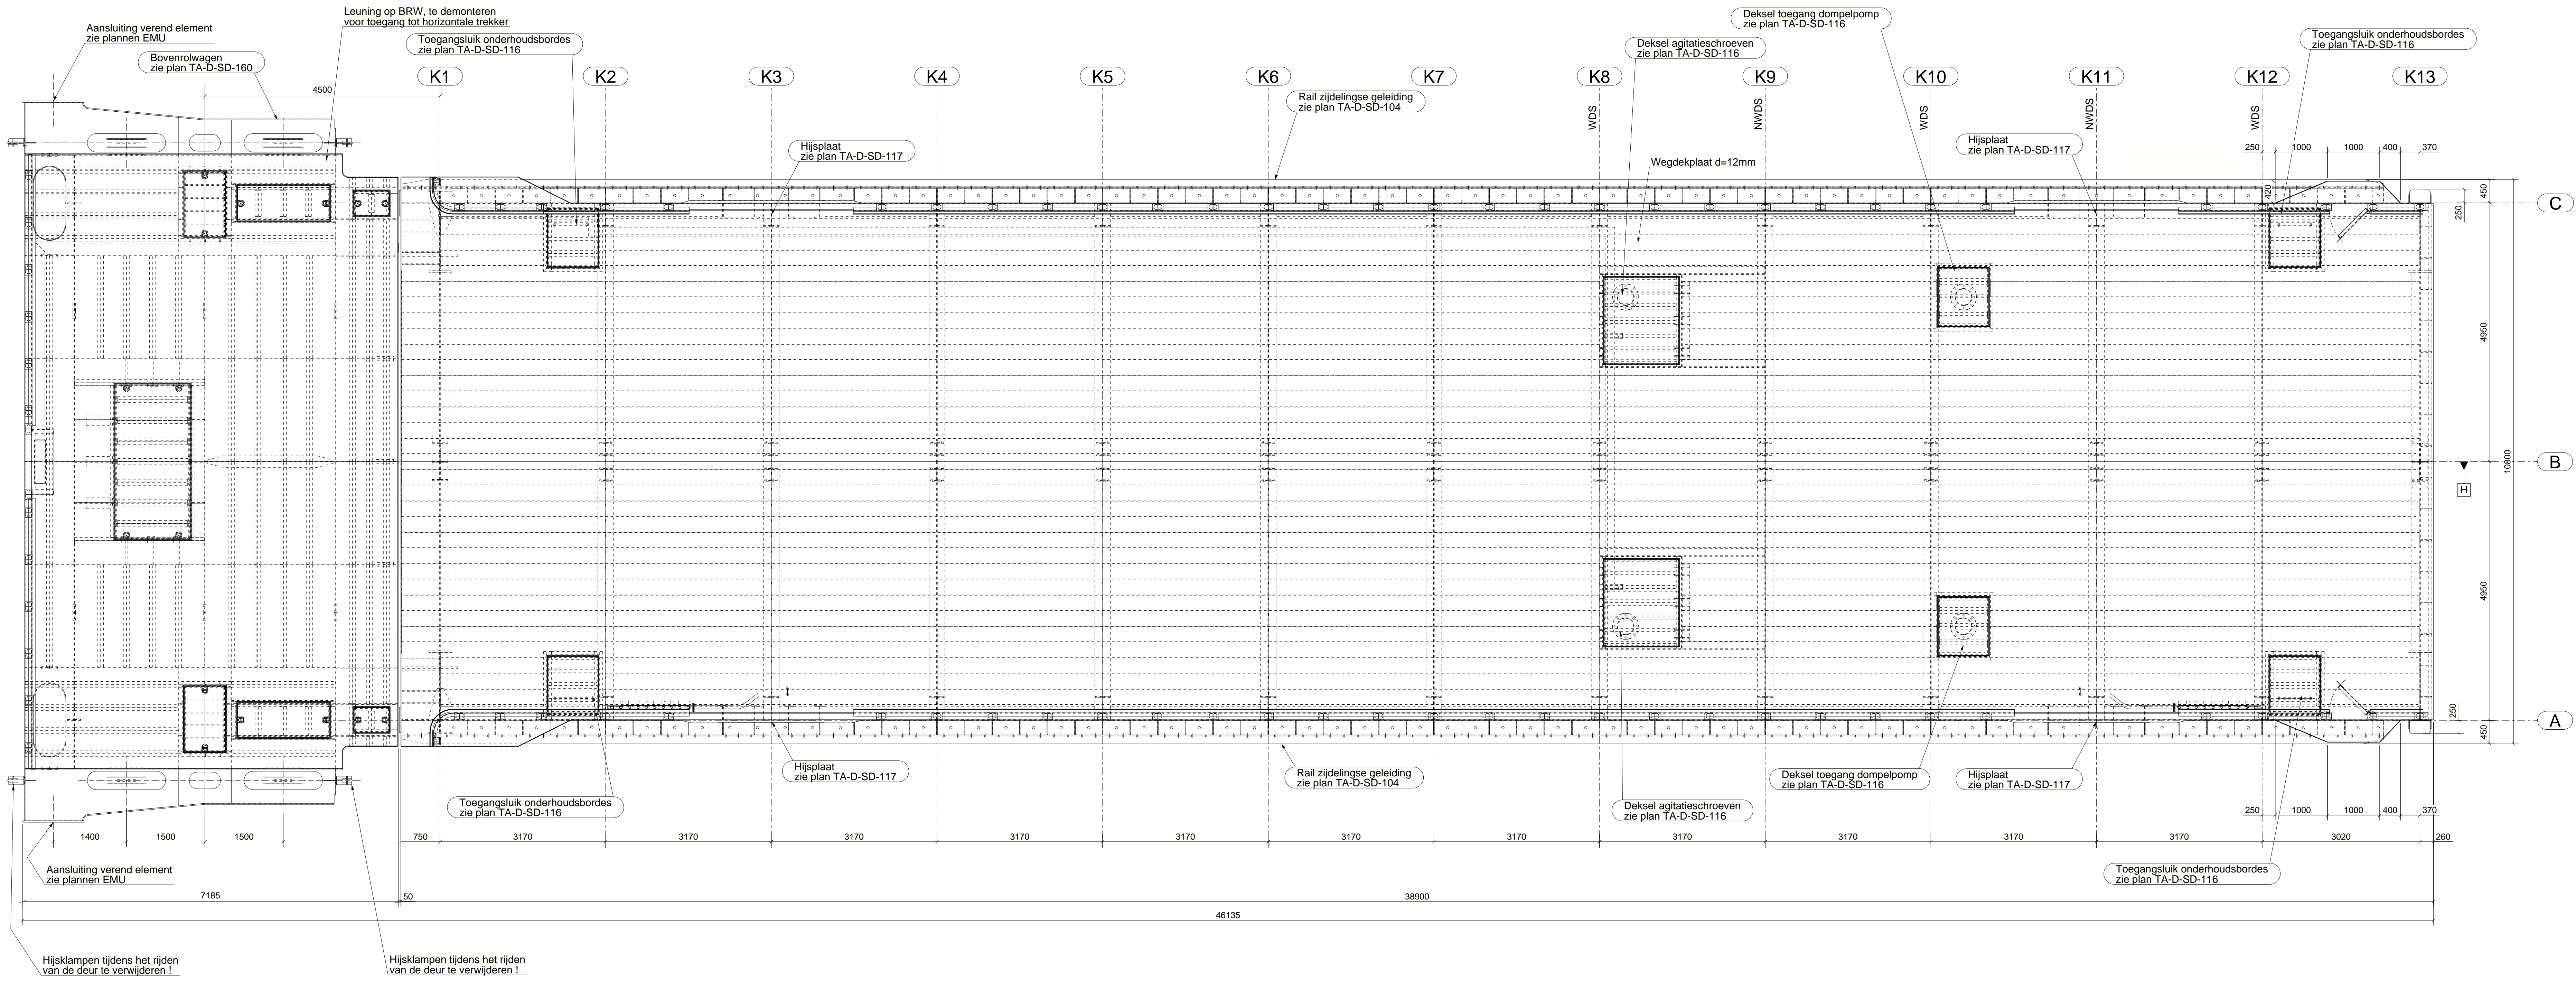 Leuning op BRW, te demonteren
voor toegang tot horizontale trekker
Aansluiting verend element
zie plannen EMU
Toegangsluik onderhoudsbordes
zie plan TA-D-SD-116
Bovenrolwagen
zie plan TA-D-SD-160
Deksel toegang dompelpomp
zie plan TA-D-SD-116
Deksel agitatieschroeven
zie plan TA-D-SD-116
Toegangsluik onderhoudsbordes
zie plan TA-D-SD-116
K1
K2
K3
K4
K5
K6
K7
K8
K9
K10
K11
K12
K13
4500
Rail zijdelingse geleiding
zie plan TA-D-SD-104
WDS
NWDS
WDS
NWDS
WDS
Hijsplaat
zie plan TA-D-SD-117
Wegdekplaat d=12mm
Hijsplaat
zie plan TA-D-SD-117
250
1000
1000
400
370
420
450
250
C
4950
B
H
10800
4950
250
A
450
Hijsplaat
zie plan TA-D-SD-117
Rail zijdelingse geleiding
zie plan TA-D-SD-104
Deksel toegang dompelpomp
zie plan TA-D-SD-116
Hijsplaat
zie plan TA-D-SD-117
Toegangsluik onderhoudsbordes
zie plan TA-D-SD-116
Deksel agitatieschroeven
zie plan TA-D-SD-116
250
1000
1000
400
370
1400
1500
1500
750
3170
3170
3170
3170
3170
3170
3170
3170
3170
3170
3170
3020
260
Aansluiting verend element
zie plannen EMU
Toegangsluik onderhoudsbordes
zie plan TA-D-SD-116
7185
50
38900
46135
Hijsklampen tijdens het rijden
van de deur te verwijderen !
Hijsklampen tijdens het rijden
van de deur te verwijderen !